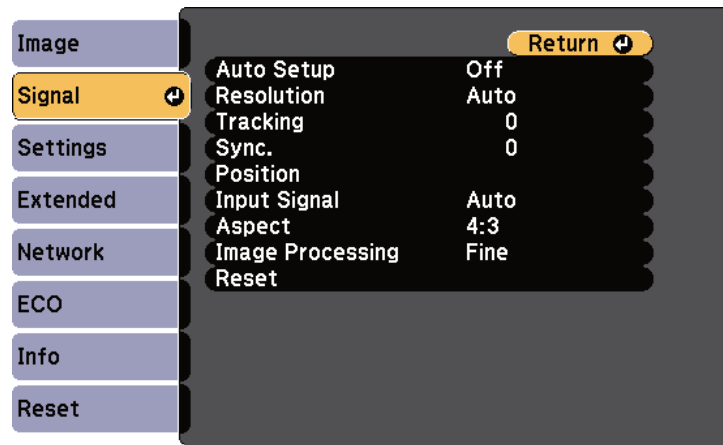 Image
Signal
Settings
Extended
Network
ECO
Info
Reset
Return
Auto Setup Off
Resolution Auto
Tracking 0
Sync. 0
Position
Input Signal Auto
Aspect 4:3
Image Processing Fine
Reset